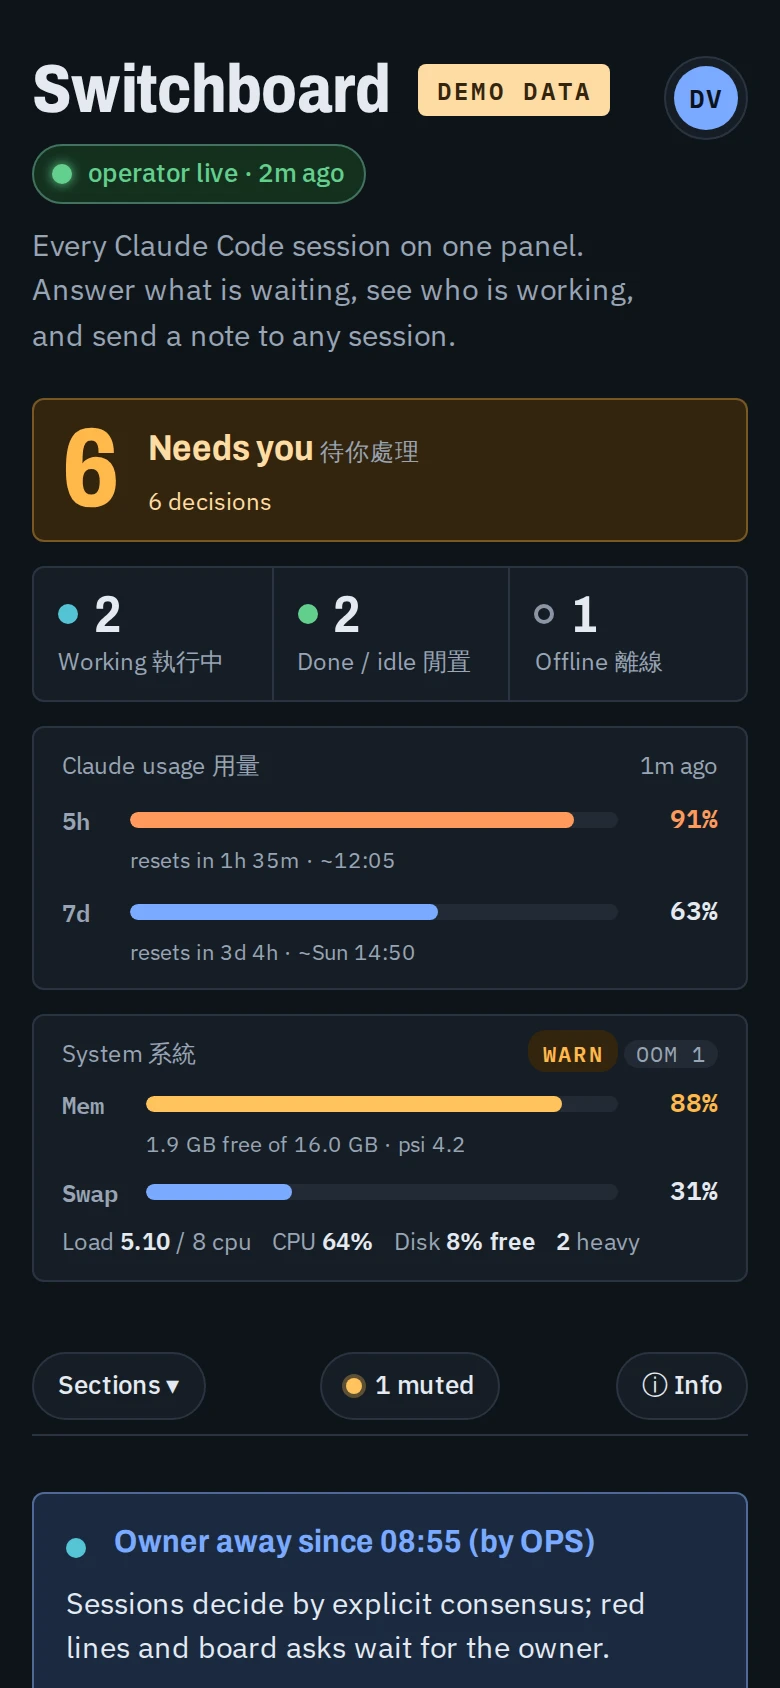 Switchboard DEMO DATA DV
operator live · 2m ago
Every Claude Code session on one panel.
Answer what is waiting, see who is working,
and send a note to any session.
6 Needs you 待你處理
6 decisions
2 2 1
Working 執行中 Done / idle 閒置 Offline 離線
Claude usage 用量 1m ago
5h 91%
resets in 1h 35m · ~12:05
7d 63%
resets in 3d 4h · ~Sun 14:50
System 系統 WARN OOM 1
Mem 88%
1.9 GB free of 16.0 GB · psi 4.2
Swap 31%
Load 5.10 / 8 cpu CPU 64% Disk 8% free 2 heavy
Sections ▾ 1 muted ⓘ Info
Owner away since 08:55 (by OPS)
Sessions decide by explicit consensus; red
lines and board asks wait for the owner.